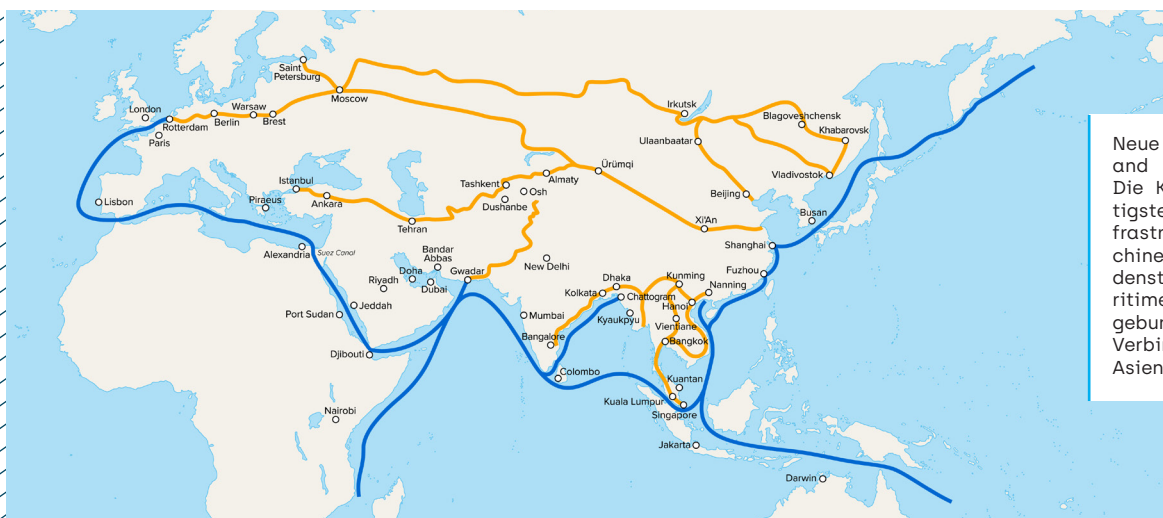 Saint
Petersburg
Moscow
London
Rotterdam
Paris
Berlin
Warsaw
Brest
Irkutsk
Ulaanbaatar
Blagoveshchensk
Khabarovsk
Vladivostok
Beijing
Busan
Xi'An
Shanghai
Ürümqi
Almaty
Tashkent
Osh
Dushanbe
Istanbul
Ankara
Piraeus
Lisbon
Tehran
Alexandria
Suez Canal
Bandar
Abbas
Doha
Riyadh
Dubai
Gwadar
New Delhi
Jeddah
Port Sudan
Djibouti
Nairobi
Mumbai
Bangalore
Colombo
Kolkata
Dhaka
Chattogram
Kyaukpyu
Kunming
Nanning
Hanoi
Vientiane
Bangkok
Fuzhou
Kuantan
Kuala Lumpur
Singapore
Jakarta
Darwin
Neue
and
Die K
tigste
frastr
chine
denst
ritime
gebur
Verbin
Asien